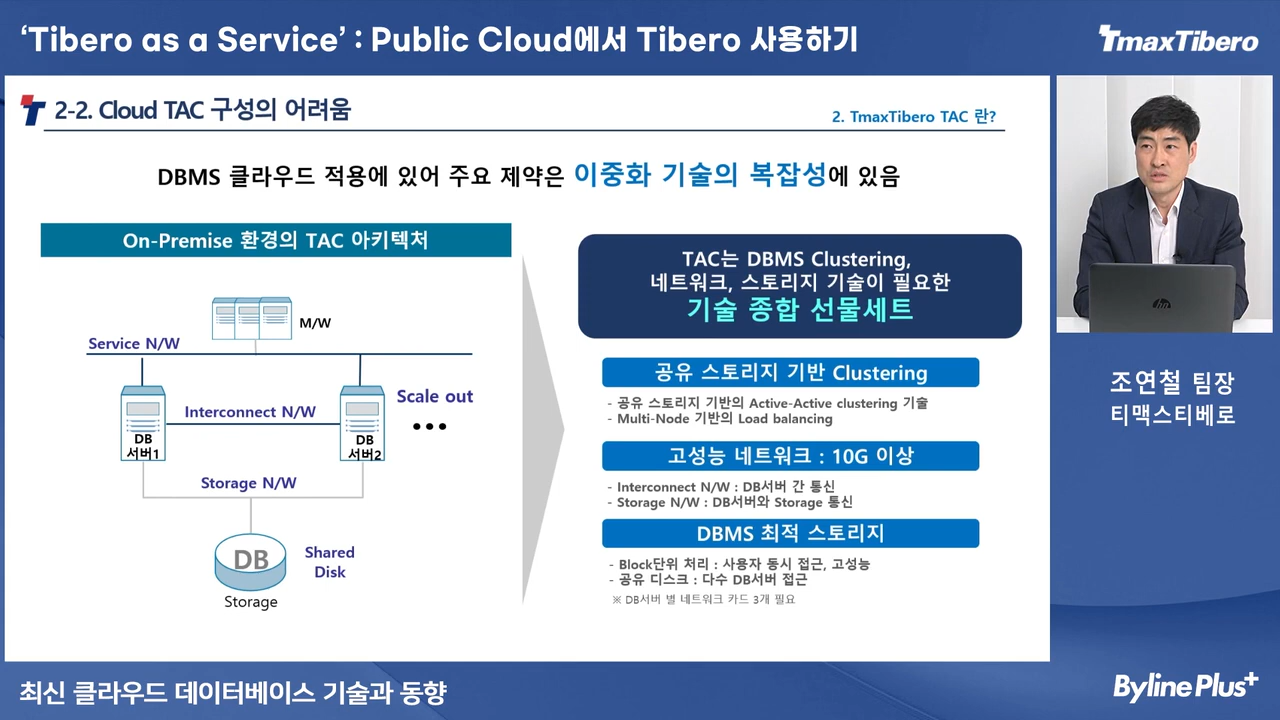 ‘Tibero as a Service’ : Public Cloud에서 Tibero 사용하기
TmaxTibero
2-2. Cloud TAC 구성의 어려움
2. TmaxTibero TAC 란?
DBMS 클라우드 적용에 있어 주요 제약은 이중화 기술의 복잡성에 있음
On-Premise 환경의 TAC 아키텍처
M/W
Service N/W
Interconnect N/W
Scale out
•••
DB
서버1
DB
서버2
Storage N/W
DB
Shared
Disk
Storage
TAC는 DBMS Clustering,
네트워크, 스토리지 기술이 필요한
기술 종합 선물세트
공유 스토리지 기반 Clustering
- 공유 스토리지 기반의 Active-Active clustering 기술
- Multi-Node 기반의 Load balancing
고성능 네트워크 : 10G 이상
- Interconnect N/W : DB서버 간 통신
- Storage N/W : DB서버와 Storage 통신
DBMS 최적 스토리지
- Block단위 처리 : 사용자 동시 접근, 고성능
- 공유 디스크 : 다수 DB서버 접근
※ DB서버 별 네트워크 카드 3개 필요
hp
조연철 팀장
티맥스티베로
최신 클라우드 데이터베이스 기술과 동향
Byline Plus+